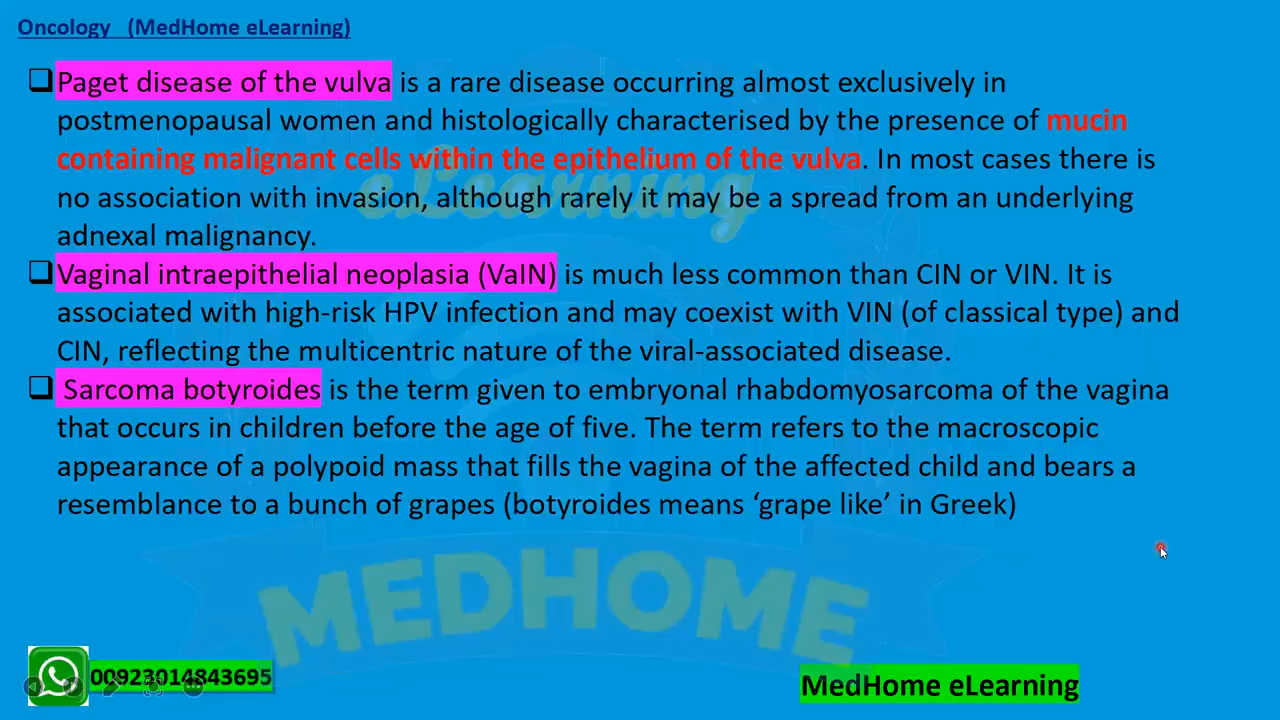 Oncology (MedHome eLearning)
Paget disease of the vulva is a rare disease occurring almost exclusively in
postmenopausal women and histologically characterised by the presence of mucin
containing malignant cells within the epithelium of the vulva. In most cases there is
no association with invasion, although rarely it may be a spread from an underlying
adnexal malignancy.
Vaginal intraepithelial neoplasia (VaIN) is much less common than CIN or VIN. It is
associated with high-risk HPV infection and may coexist with VIN (of classical type) and
CIN, reflecting the multicentric nature of the viral-associated disease.
Sarcoma botyroides is the term given to embryonal rhabdomyosarcoma of the vagina
that occurs in children before the age of five. The term refers to the macroscopic
appearance of a polypoid mass that fills the vagina of the affected child and bears a
resemblance to a bunch of grapes (botyroides means ‘grape like’ in Greek)
eLearning
MEDHOME
00923014843695
MedHome eLearning